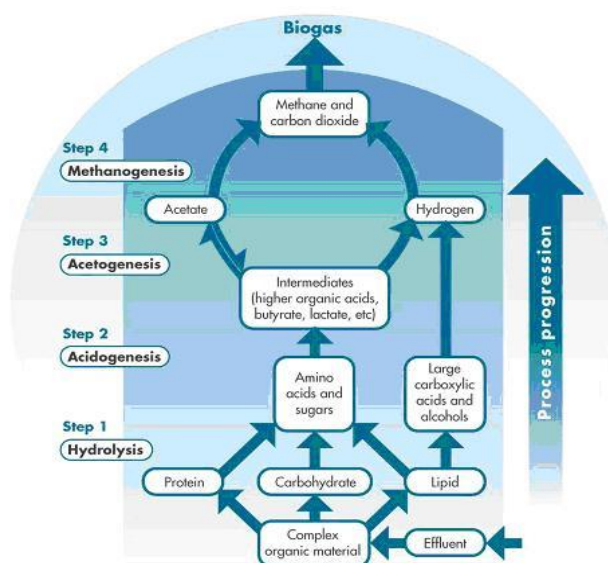 Biogas
Methane and
carbon dioxide
Step 4
Methanogenesis
Acetate
Hydrogen
Step 3
Acetogenesis
Intermediates
(higher organic acids,
butyrate, lactate, etc)
Step 2
Acidogenesis
Amino
acids and
sugars
Large
carboxylic
acids and
alcohols
Step 1
Hydrolysis
Protein
Carbohydrate
Lipid
Complex
organic material
Effluent
Process progression